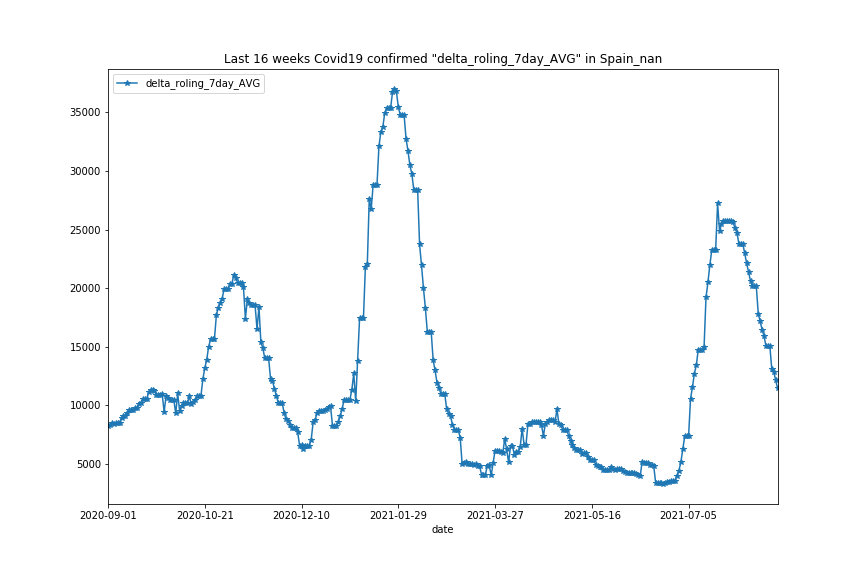 Last 16 weeks Covid19 confirmed "delta_roling_7day_AVG" in Spain_nan
delta_roling_7day_AVG
35000
30000
25000
20000
15000
10000
5000
2020-09-01 2020-10-21 2020-12-10 2021-01-29 2021-03-27 2021-05-16 2021-07-05
date